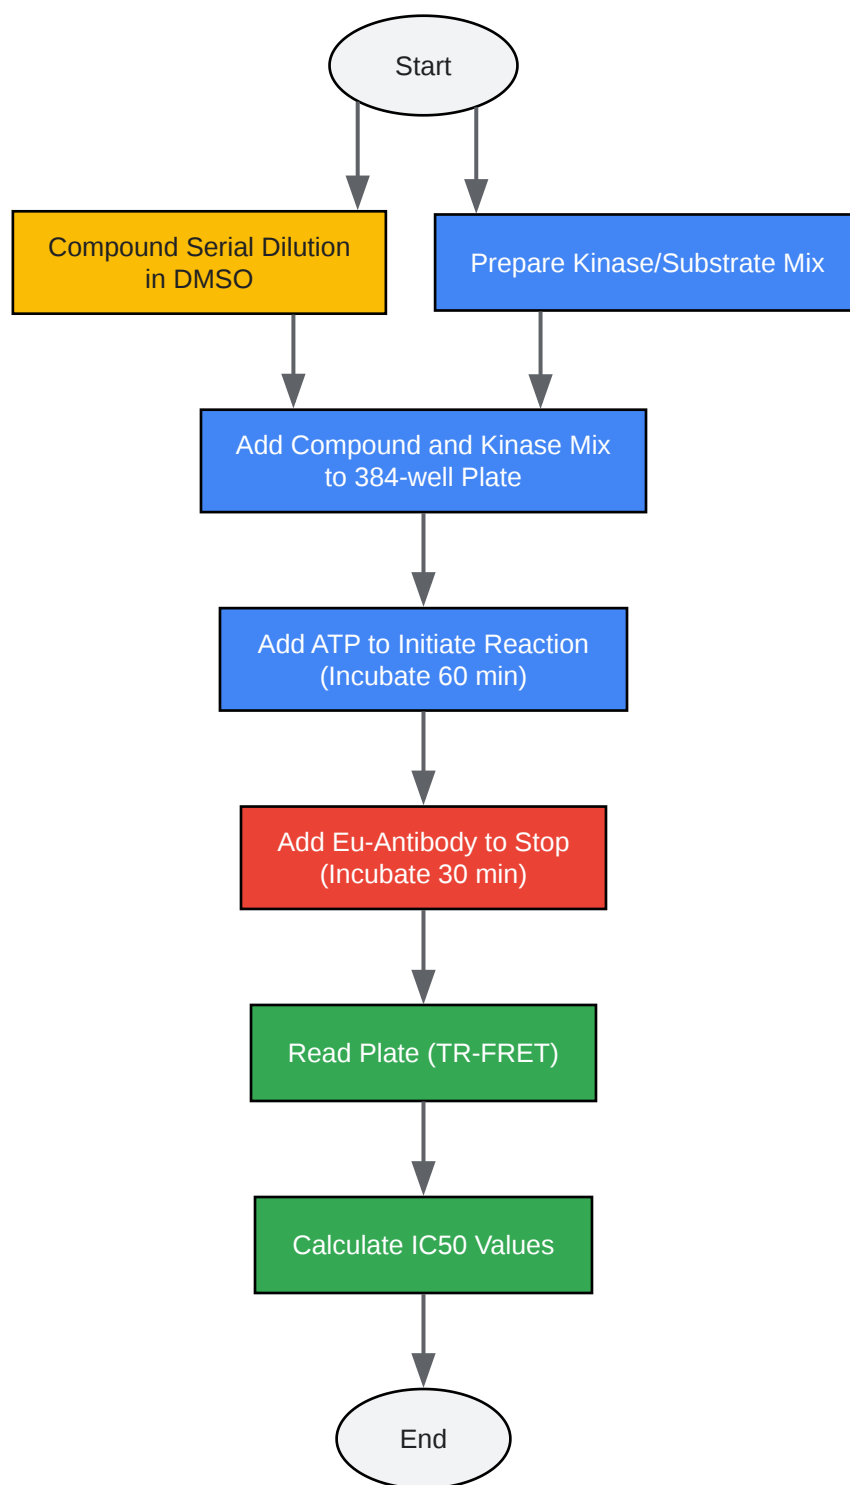 Start
Compound Serial Dilution
in DMSO
Prepare Kinase/Substrate Mix
Add Compound and Kinase Mix
to 384-well Plate
Add ATP to Initiate Reaction
(Incubate 60 min)
Add Eu-Antibody to Stop
(Incubate 30 min)
Read Plate (TR-FRET)
Calculate IC50 Values
End